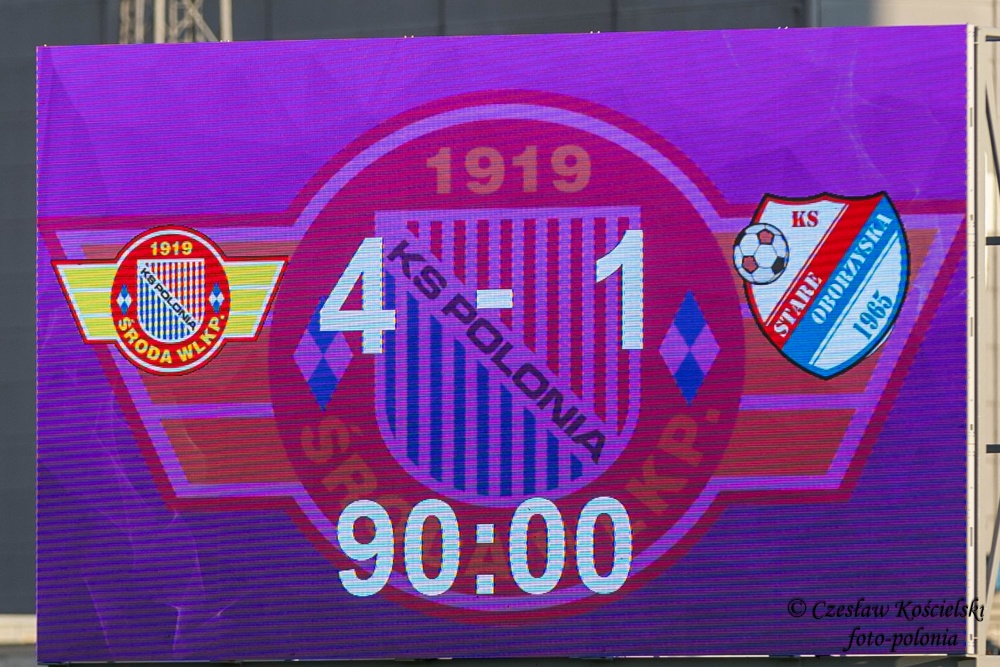 1919
KS POLONIA
ŚRODA WLKP.
1919
KS POLONIA
ŚRODA WLKP.
4 - 1
KS
STARE
OBORZYSKA
1965
90:00
© Czesław Kościelski
foto-polonia